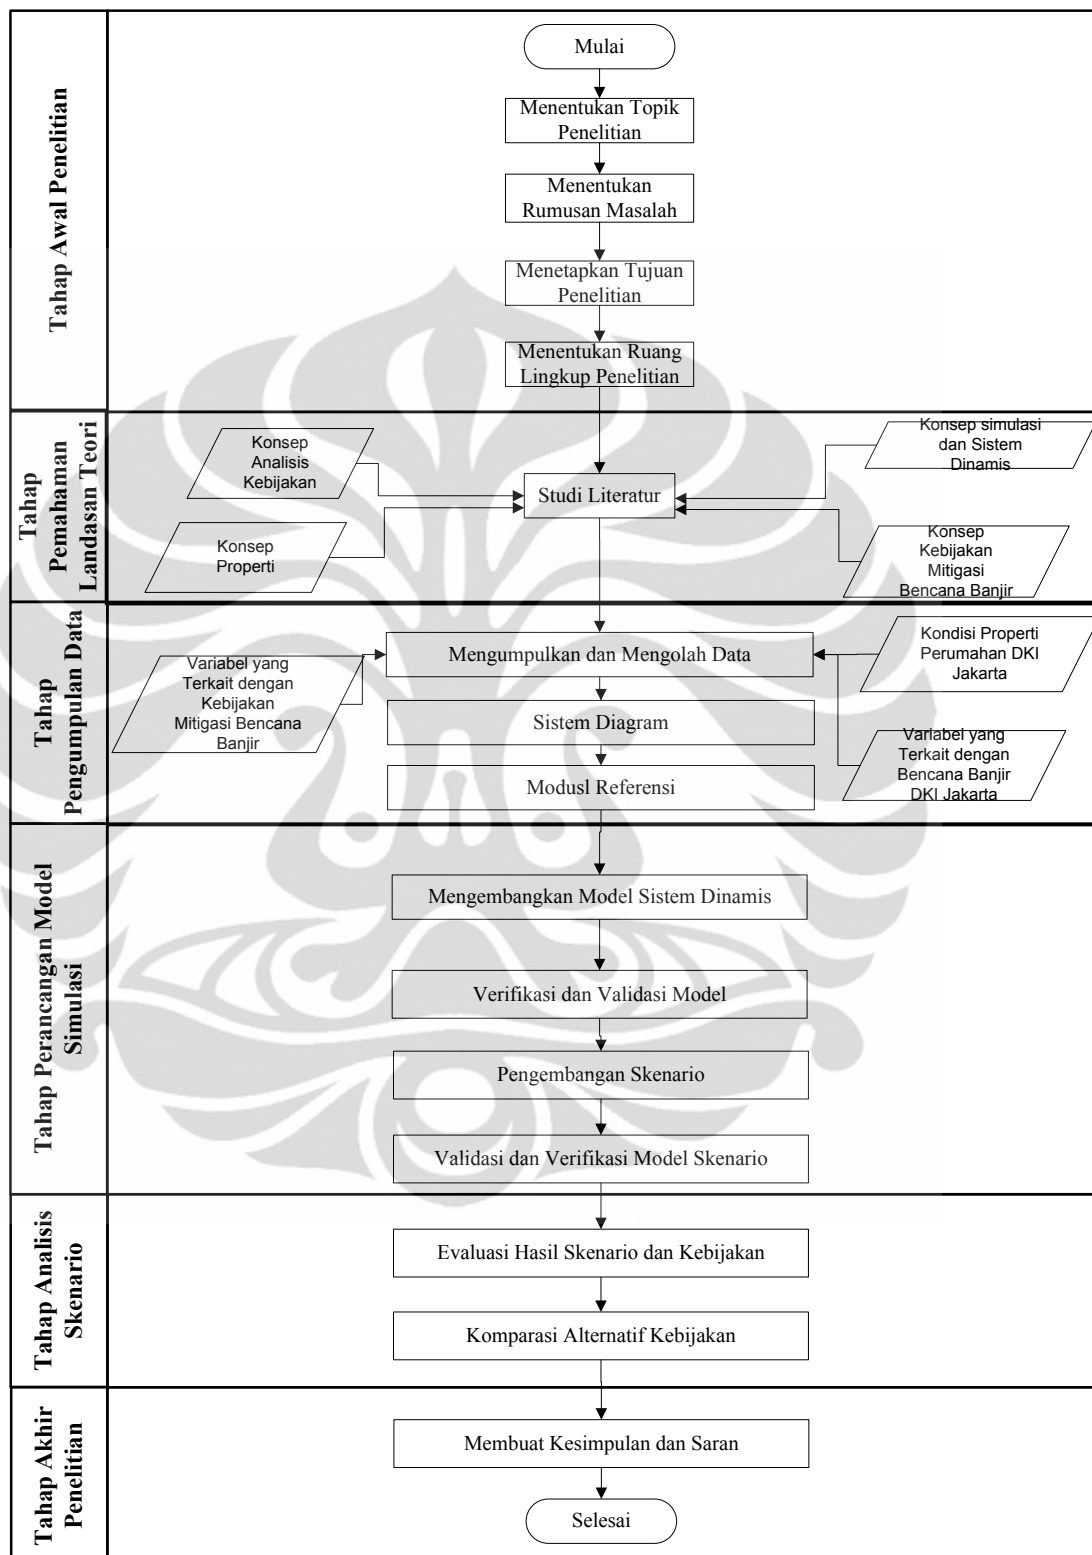 Tahap Awal Penelitian
Mulai
Menentukan Topik
Penelitian
Menentukan
Rumusan Masalah
Menetapkan Tujuan
Penelitian
Menentukan Ruang
Lingkup Penelitian
Tahap
Pemahaman
Landasan Teori
Konsep
Analisis
Kebijakan
Konsep
Properti
Studi Literatur
Konsep simulasi
dan Sistem
Dinamis
Konsep
Kebijakan
Mitigasi
Bencana Banjir
Tahap
Pengumpulan Data
Variabel yang
Terkait dengan
Kebijakan
Mitigasi Bencana
Banjir
Mengumpulkan dan Mengolah Data
Sistem Diagram
Modusl Referensi
Kondisi Properti
Perumahan DKI
Jakarta
Variabel yang
Terkait dengan
Bencana Banjir
DKI Jakarta
Tahap Perancangan Model
Simulasi
Mengembangkan Model Sistem Dinamis
Verifikasi dan Validasi Model
Pengembangan Skenario
Validasi dan Verifikasi Model Skenario
Tahap Analisis
Skenario
Evaluasi Hasil Skenario dan Kebijakan
Komparasi Alternatif Kebijakan
Tahap Akhir
Penelitian
Membuat Kesimpulan dan Saran
Selesai